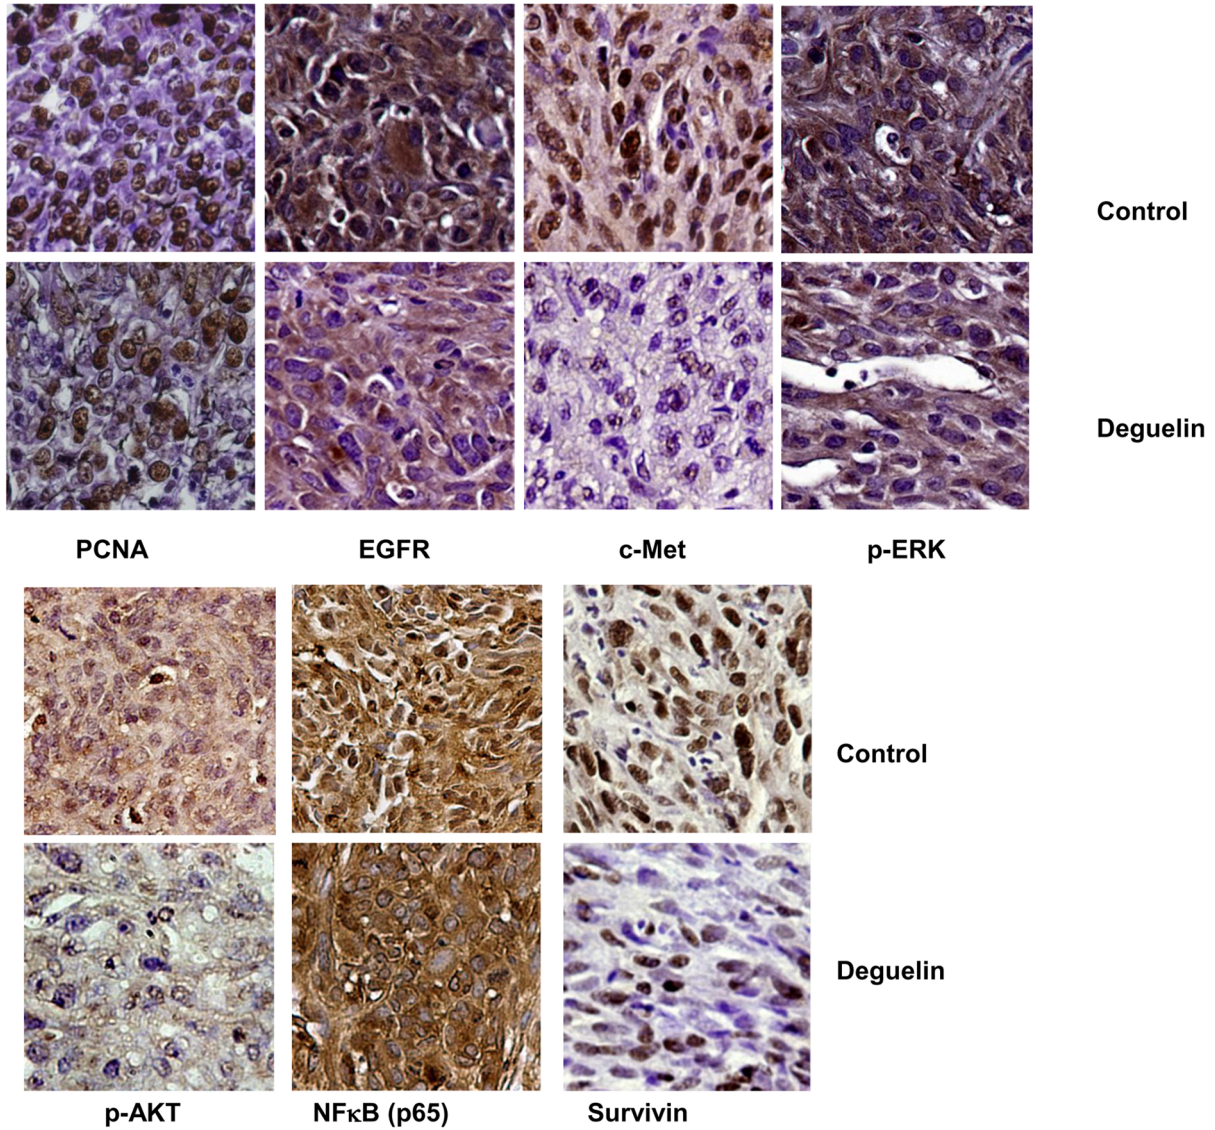 Control
Deguelin
PCNA EGFR c-Met p-ERK
Control
Deguelin
p-AKT NFκB (p65) Survivin